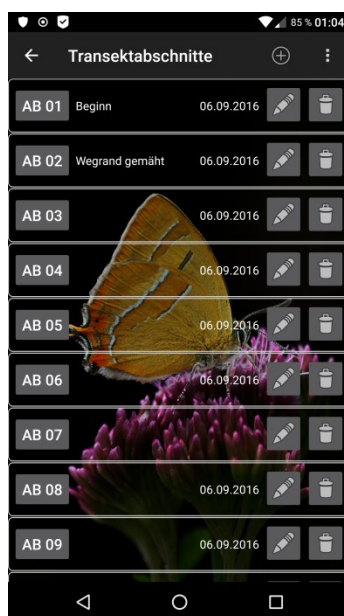 85 % 01:04
Transektabschnitte
AB 01 Beginn 06.09.2016
AB 02 Wegrand gemäht 06.09.2016
AB 03 06.09.2016
AB 04 06.09.2016
AB 05 06.09.2016
AB 06 06.09.2016
AB 07 06.09.2016
AB 08 06.09.2016
AB 09 06.09.2016